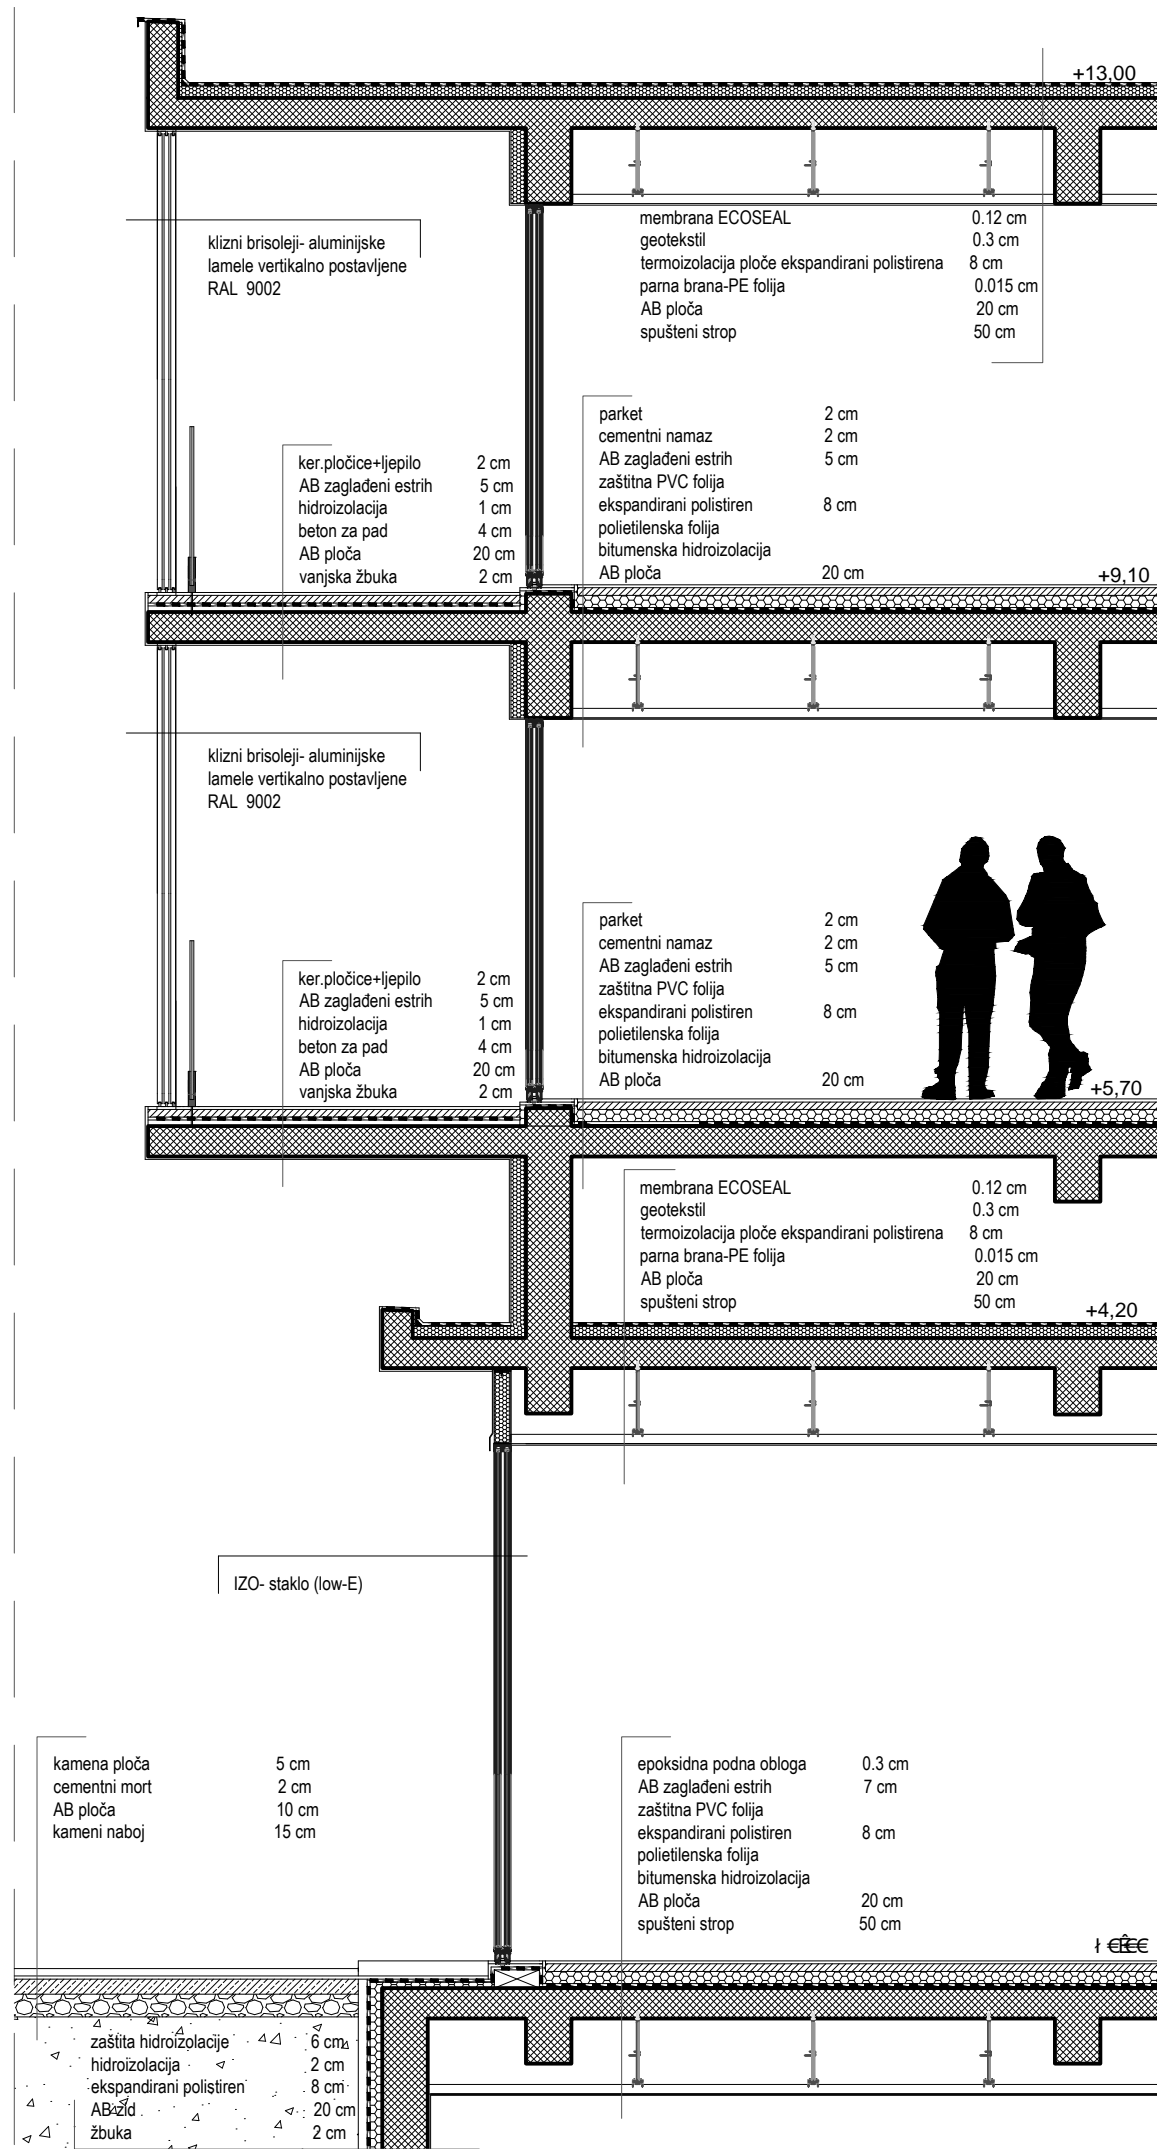 +13,00
membrana ECOSEAL 0.12 cm
geotekstil 0.3 cm
termoizolacija ploče ekspandirani polistirena 8 cm
parna brana-PE folija 0.015 cm
AB ploča 20 cm
spušteni strop 50 cm
klizni brisoleji- aluminijske
lamele vertikalno postavljene
RAL 9002
parket 2 cm
cementni namaz 2 cm
AB zaglađeni estrih 5 cm
zaštitna PVC folija
ekspandirani polistiren 8 cm
polietilenska folija
bitumenska hidroizolacija
AB ploča 20 cm
ker.pločice+ljepilo 2 cm
AB zaglađeni estrih 5 cm
hidroizolacija 1 cm
beton za pad 4 cm
AB ploča 20 cm
vanjska žbuka 2 cm
+9,10
klizni brisoleji- aluminijske
lamele vertikalno postavljene
RAL 9002
parket 2 cm
cementni namaz 2 cm
AB zaglađeni estrih 5 cm
zaštitna PVC folija
ekspandirani polistiren 8 cm
polietilenska folija
bitumenska hidroizolacija
AB ploča 20 cm
ker.pločice+ljepilo 2 cm
AB zaglađeni estrih 5 cm
hidroizolacija 1 cm
beton za pad 4 cm
AB ploča 20 cm
vanjska žbuka 2 cm
+5,70
membrana ECOSEAL 0.12 cm
geotekstil 0.3 cm
termoizolacija ploče ekspandirani polistirena 8 cm
parna brana-PE folija 0.015 cm
AB ploča 20 cm
spušteni strop 50 cm
+4,20
IZO- staklo (low-E)
kamena ploča 5 cm
cementni mort 2 cm
AB ploča 10 cm
kameni naboj 15 cm
epoksidna podna obloga 0.3 cm
AB zaglađeni estrih 7 cm
zaštitna PVC folija
ekspandirani polistiren 8 cm
polietilenska folija
bitumenska hidroizolacija
AB ploča 20 cm
spušteni strop 50 cm
zaštita hidroizolacije 6 cm
hidroizolacija 2 cm
ekspandirani polistiren 8 cm
AB zid 20 cm
žbuka 2 cm